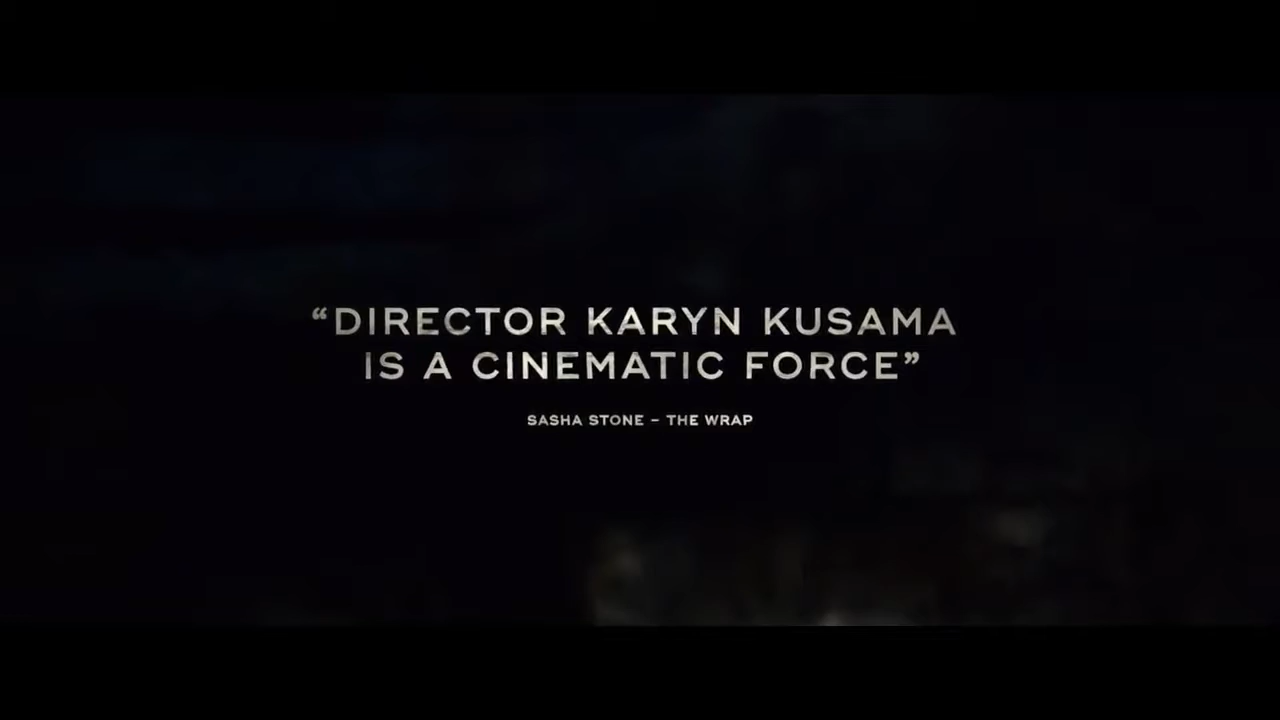 “DIRECTOR KARYN KUSAMA
IS A CINEMATIC FORCE”
SASHA STONE – THE WRAP